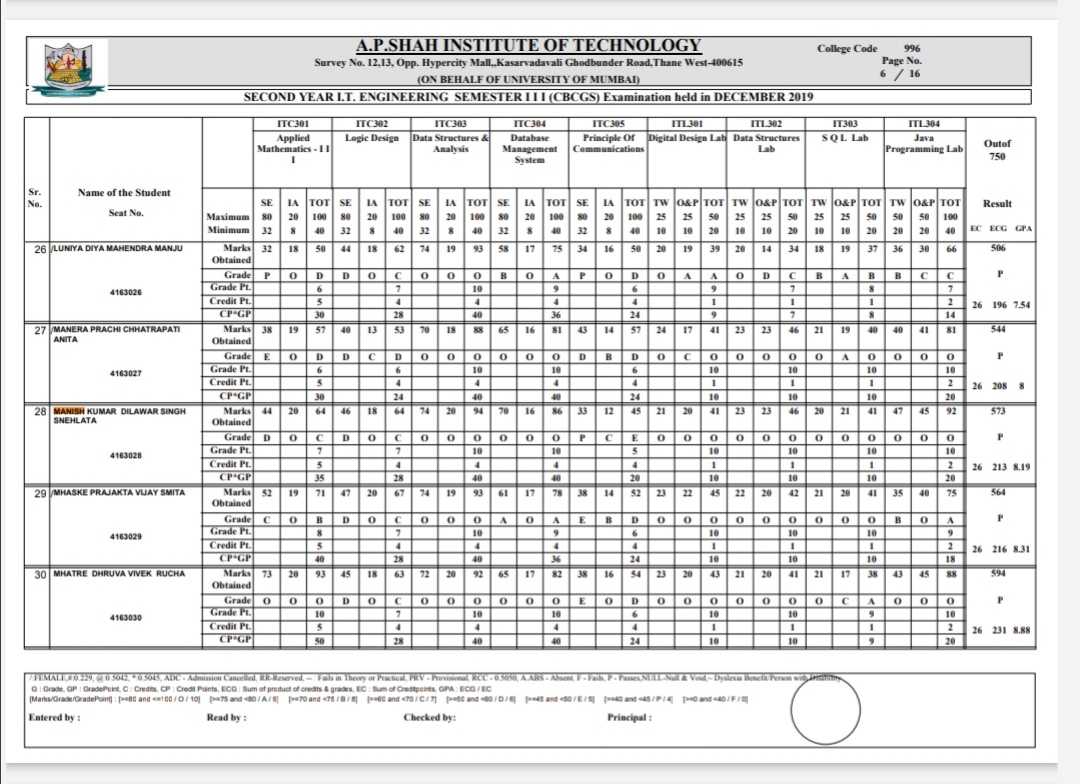 A.P.SHAH INSTITUTE OF TECHNOLOGY
College Code 996
Survey No. 12,13, Opp. Hypercity Mall,,Kasarvadavali Ghodbunder Road,Thane West-400615
Page No.
6 / 16
(ON BEHALF OF UNIVERSITY OF MUMBAI)
SECOND YEAR I.T. ENGINEERING SEMESTER I I I (CBCGS) Examination held in DECEMBER 2019
ITC301 ITC302 ITC303 ITC304 ITC305 ITL301 ITL302 IT303 ITL304
Applied Mathematics - I I I Logic Design Data Structures & Analysis Database Management System Principle Of Communications Digital Design Lab Data Structures Lab S Q L Lab Java Programming Lab Outof 750
Sr. No. Name of the Student Seat No. Result
SE IA TOT SE IA TOT SE IA TOT SE IA TOT SE IA TOT TW O&P TOT TW O&P TOT TW O&P TOT TW O&P TOT
Maximum 80 20 100 80 20 100 80 20 100 80 20 100 80 20 100 25 25 50 25 25 50 25 25 50 50 50 100
Minimum 32 8 40 32 8 40 32 8 40 32 8 40 32 8 40 10 10 20 10 10 20 10 10 20 20 20 40 EC ECG GPA
26 /LUNIYA DIYA MAHENDRA MANJU Marks Obtained 32 18 50 44 18 62 74 19 93 58 17 75 34 16 50 20 19 39 20 14 34 18 19 37 36 30 66 506
Grade P O D D O C O O O B O A P O D O A A O D C B A B B C C P
4163026 Grade Pt. 6 7 10 9 6 9 7 8 7
Credit Pt. 5 4 4 4 4 1 1 1 2 26 196 7.54
CP*GP 30 28 40 36 24 9 7 8 14
27 /MANERA PRACHI CHHATRAPATI ANITA Marks Obtained 38 19 57 40 13 53 70 18 88 65 16 81 43 14 57 24 17 41 23 23 46 21 19 40 40 41 81 544
Grade E O D D C D O O O O O O D B D O C O O O O O A O O O O P
4163027 Grade Pt. 6 6 10 10 6 10 10 10 10
Credit Pt. 5 4 4 4 4 1 1 1 2 26 208 8
CP*GP 30 24 40 40 24 10 10 10 20
28 MANISH KUMAR DILAWAR SINGH SNEHLATA Marks Obtained 44 20 64 46 18 64 74 20 94 70 16 86 33 12 45 21 20 41 23 23 46 20 21 41 47 45 92 573
Grade D O C D O C O O O O O O P C E O O O O O O O O O O O O P
4163028 Grade Pt. 7 7 10 10 5 10 10 10 10
Credit Pt. 5 4 4 4 4 1 1 1 2 26 213 8.19
CP*GP 35 28 40 40 20 10 10 10 20
29 /MHASKE PRAJAKTA VIJAY SMITA Marks Obtained 52 19 71 47 20 67 74 19 93 61 17 78 38 14 52 23 22 45 22 20 42 21 20 41 35 40 75 564
Grade C O B D O C O O O A O A E B D O O O O O O O O O B O A P
4163029 Grade Pt. 8 7 10 9 6 10 10 10 9
Credit Pt. 5 4 4 4 4 1 1 1 2 26 216 8.31
CP*GP 40 28 40 36 24 10 10 10 18
30 MHATRE DHRUVA VIVEK RUCHA Marks Obtained 73 20 93 45 18 63 72 20 92 65 17 82 38 16 54 23 20 43 21 20 41 21 17 38 43 45 88 594
Grade O O O D O C O O O O O O E O D O O O O O O O C A O O O P
4163030 Grade Pt. 10 7 10 10 6 10 10 9 10
Credit Pt. 5 4 4 4 4 1 1 1 2 26 231 8.88
CP*GP 50 28 40 40 24 10 10 9 20
/:FEMALE,#:0.229, @:0.5042, *:0.5045, ADC - Admission Cancelled, RR-Reserved, -- : Fails in Theory or Practical, PRV - Provisional, RCC - 0.5050, A.ABS - Absent, F - Fails, P - Passes,NULL-Null & Void,~ Dyslexia Benefit/Person with Disability
G : Grade, GP : GradePoint, C : Credits, CP : Credit Points, ECG : Sum of product of credits & grades, EC : Sum of Creditpoints, GPA : ECG / EC
[Marks/Grade/GradePoint] : [>=80 and <=100 / O / 10] [>=75 and <80 / A / 9] [>=70 and <75 / B / 8] [>=60 and <70 / C / 7] [>=50 and <60 / D / 6] [>=45 and <50 / E / 5] [>=40 and <45 / P / 4] [>=0 and <40 / F / 0]
Entered by : Read by : Checked by: Principal :